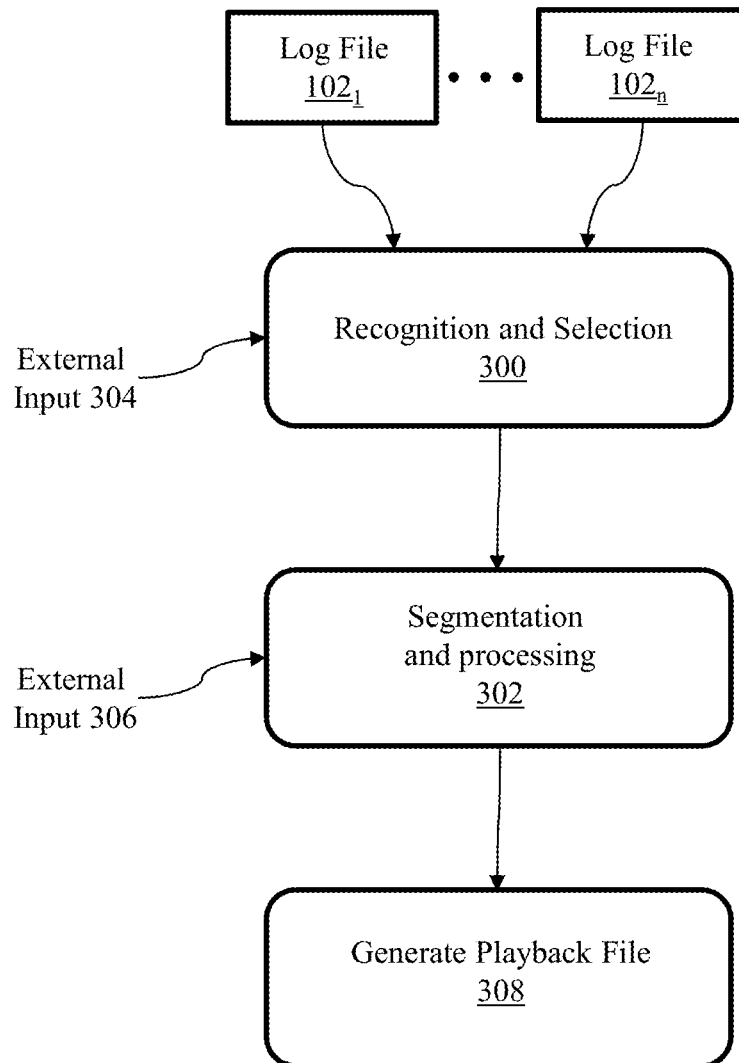 Log File
102₁
• • •
Log File
102ₙ
Recognition and Selection
300
External
Input 304
Segmentation
and processing
302
External
Input 306
Generate Playback File
308